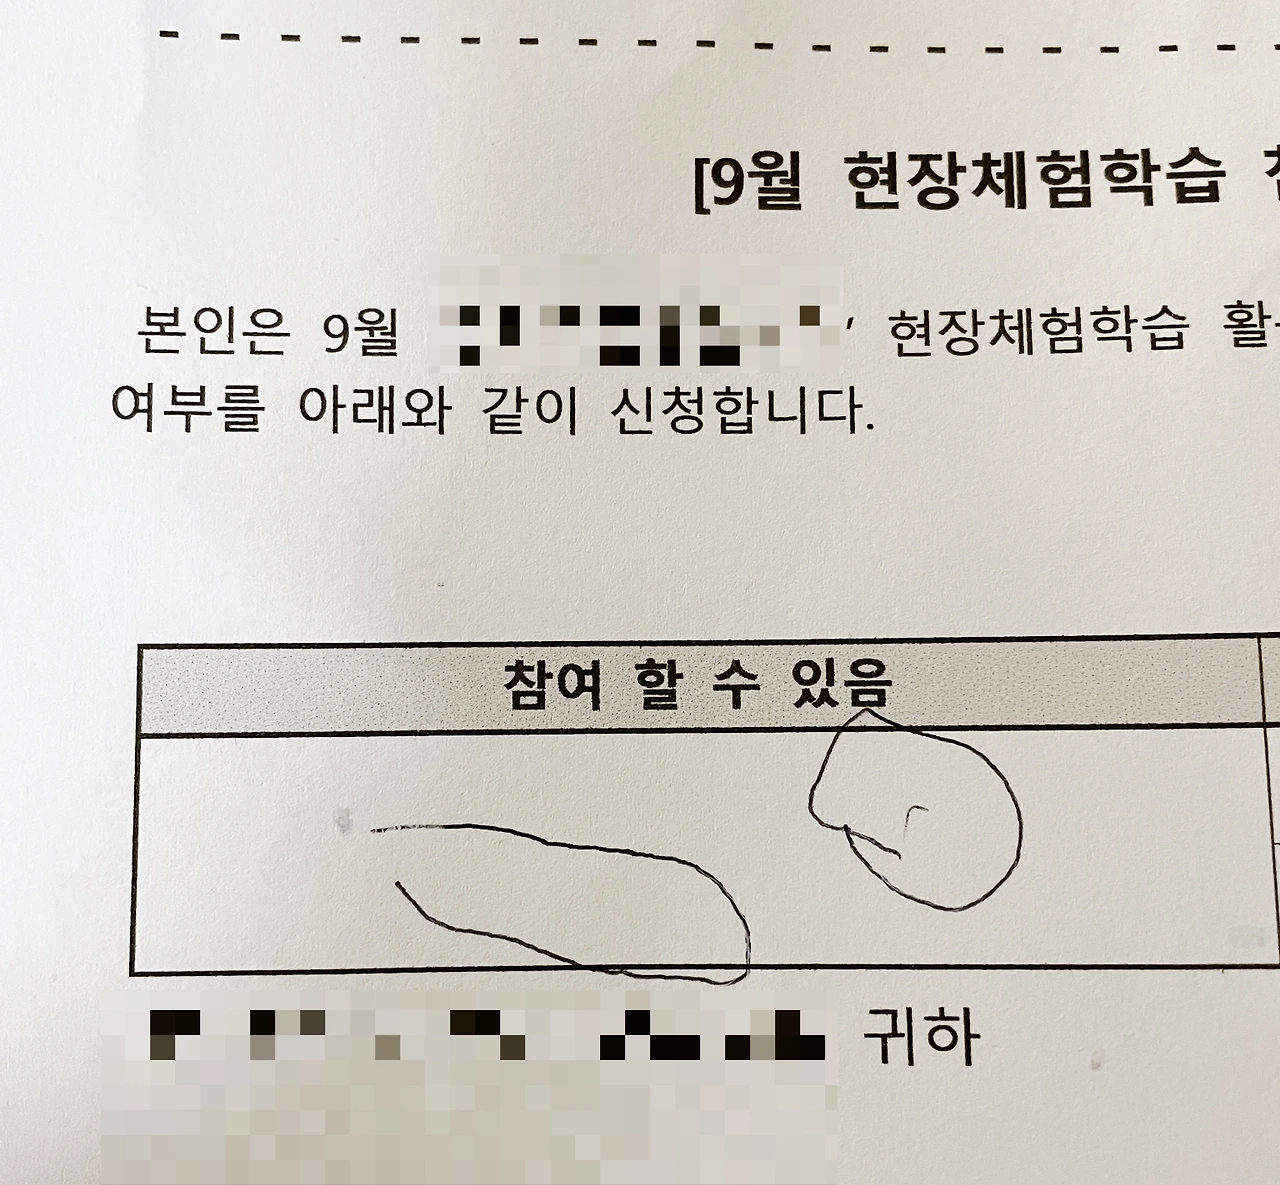 [9월 현장체험학습
본인은 9월 , 현장체험학습
여부를 아래와 같이 신청합니다.
참여 할 수 있음
귀하